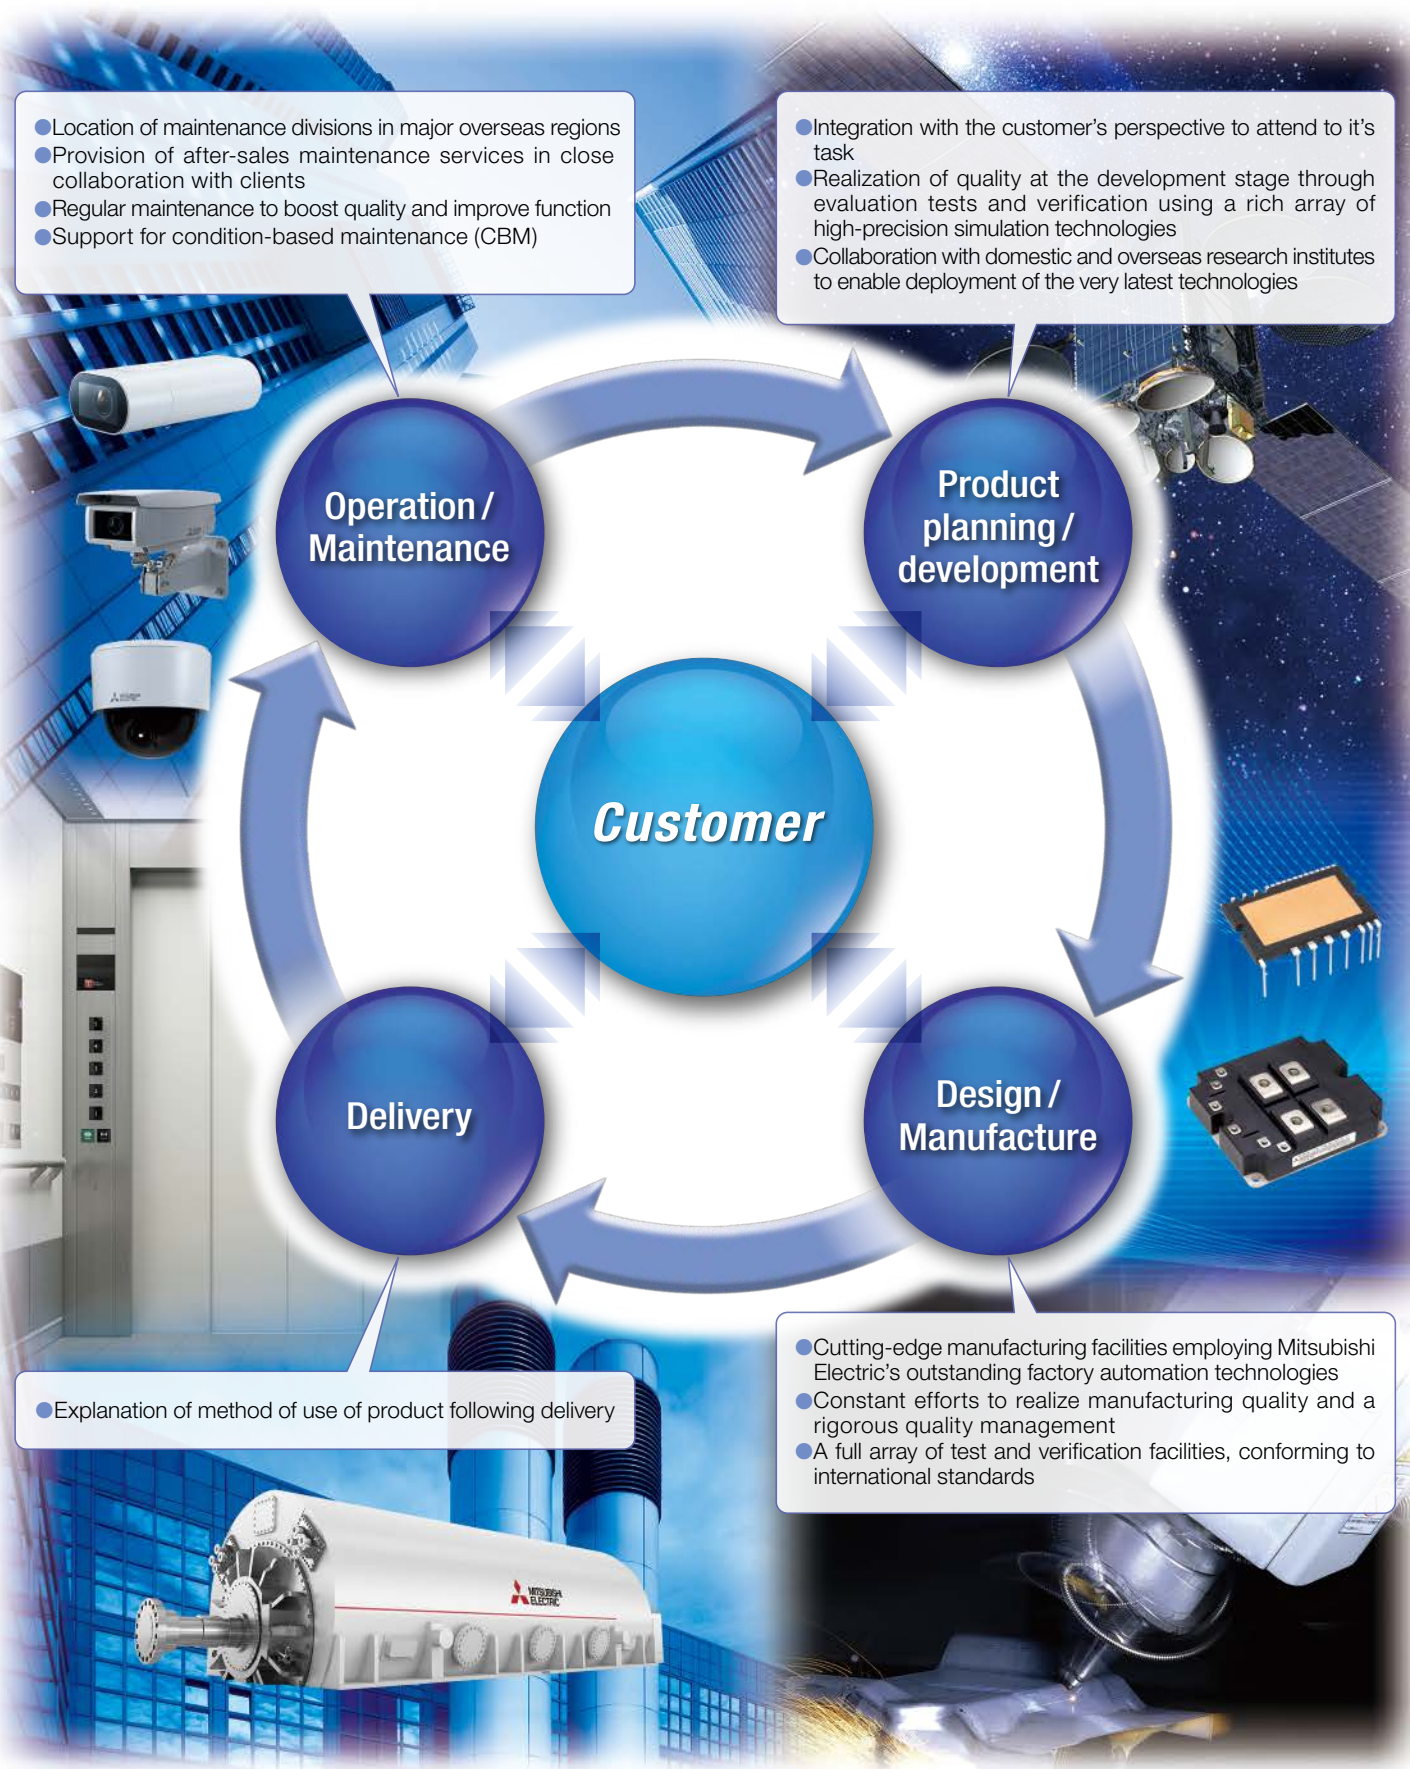 ●Location of maintenance divisions in major overseas regions
●Provision of after-sales maintenance services in close
collaboration with clients
●Regular maintenance to boost quality and improve function
●Support for condition-based maintenance (CBM)
●Integration with the customer's perspective to attend to it's
task
●Realization of quality at the development stage through
evaluation tests and verification using a rich array of
high-precision simulation technologies
●Collaboration with domestic and overseas research institutes
to enable deployment of the very latest technologies
Operation /
Maintenance
Product
planning /
development
MITSUBISHI
ELECTRIC
Customer
Delivery
Design /
Manufacture
●Explanation of method of use of product following delivery
●Cutting-edge manufacturing facilities employing Mitsubishi
Electric's outstanding factory automation technologies
●Constant efforts to realize manufacturing quality and a
rigorous quality management
●A full array of test and verification facilities, conforming to
international standards
MITSUBISHI
ELECTRIC